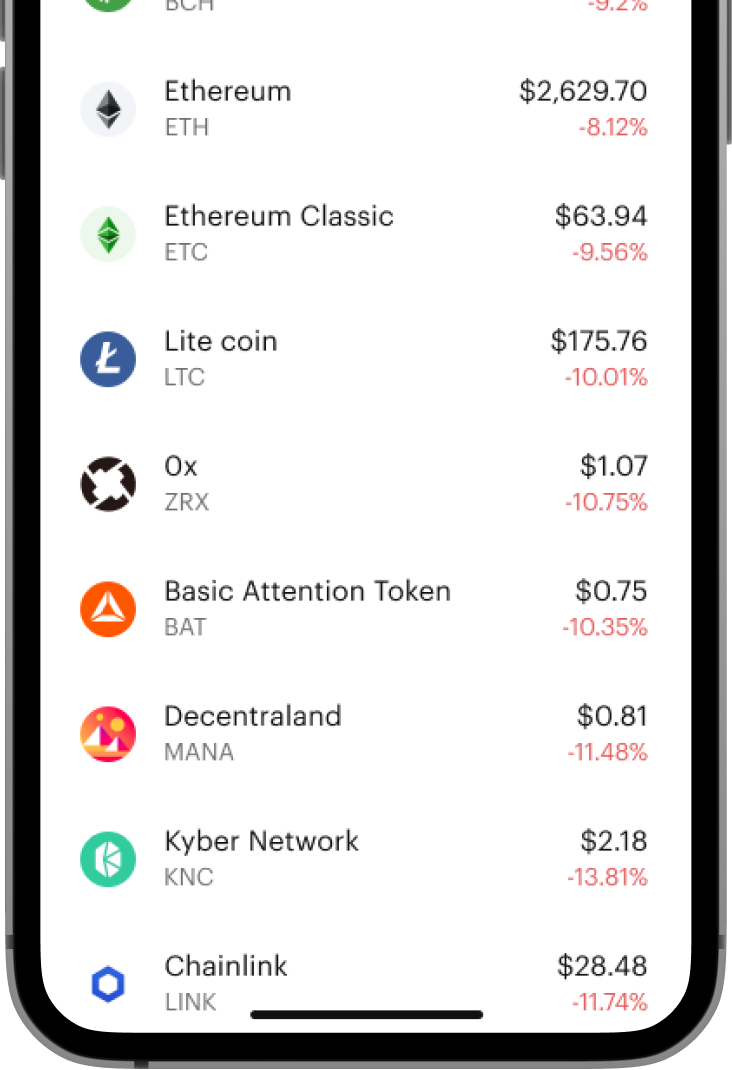 BCH
-9.2%
Ethereum
$2,629.70
ETH
-8.12%
Ethereum Classic
$63.94
ETC
-9.56%
Lite coin
$175.76
LTC
-10.01%
0x
$1.07
ZRX
-10.75%
Basic Attention Token
$0.75
BAT
-10.35%
Decentraland
$0.81
MANA
-11.48%
Kyber Network
$2.18
KNC
-13.81%
Chainlink
$28.48
LINK
-11.74%